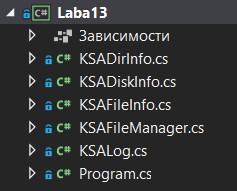 C# Laba13
Зависимости
C# KSADirInfo.cs
C# KSADiskInfo.cs
C# KSAFileInfo.cs
C# KSAFileManager.cs
C# KSALog.cs
C# Program.cs